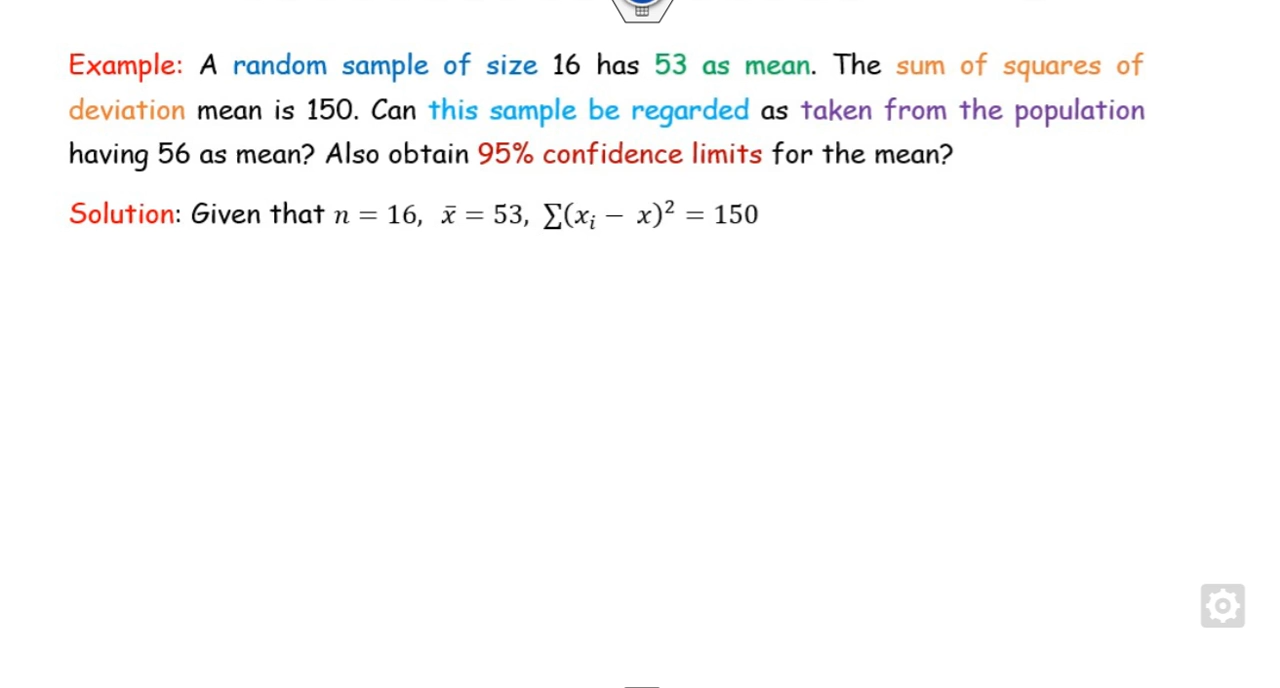 Example: A random sample of size 16 has 53 as mean. The sum of squares of
deviation mean is 150. Can this sample be regarded as taken from the population
having 56 as mean? Also obtain 95% confidence limits for the mean?
Solution: Given that n = 16, x̄ = 53, ∑(xᵢ − x)² = 150